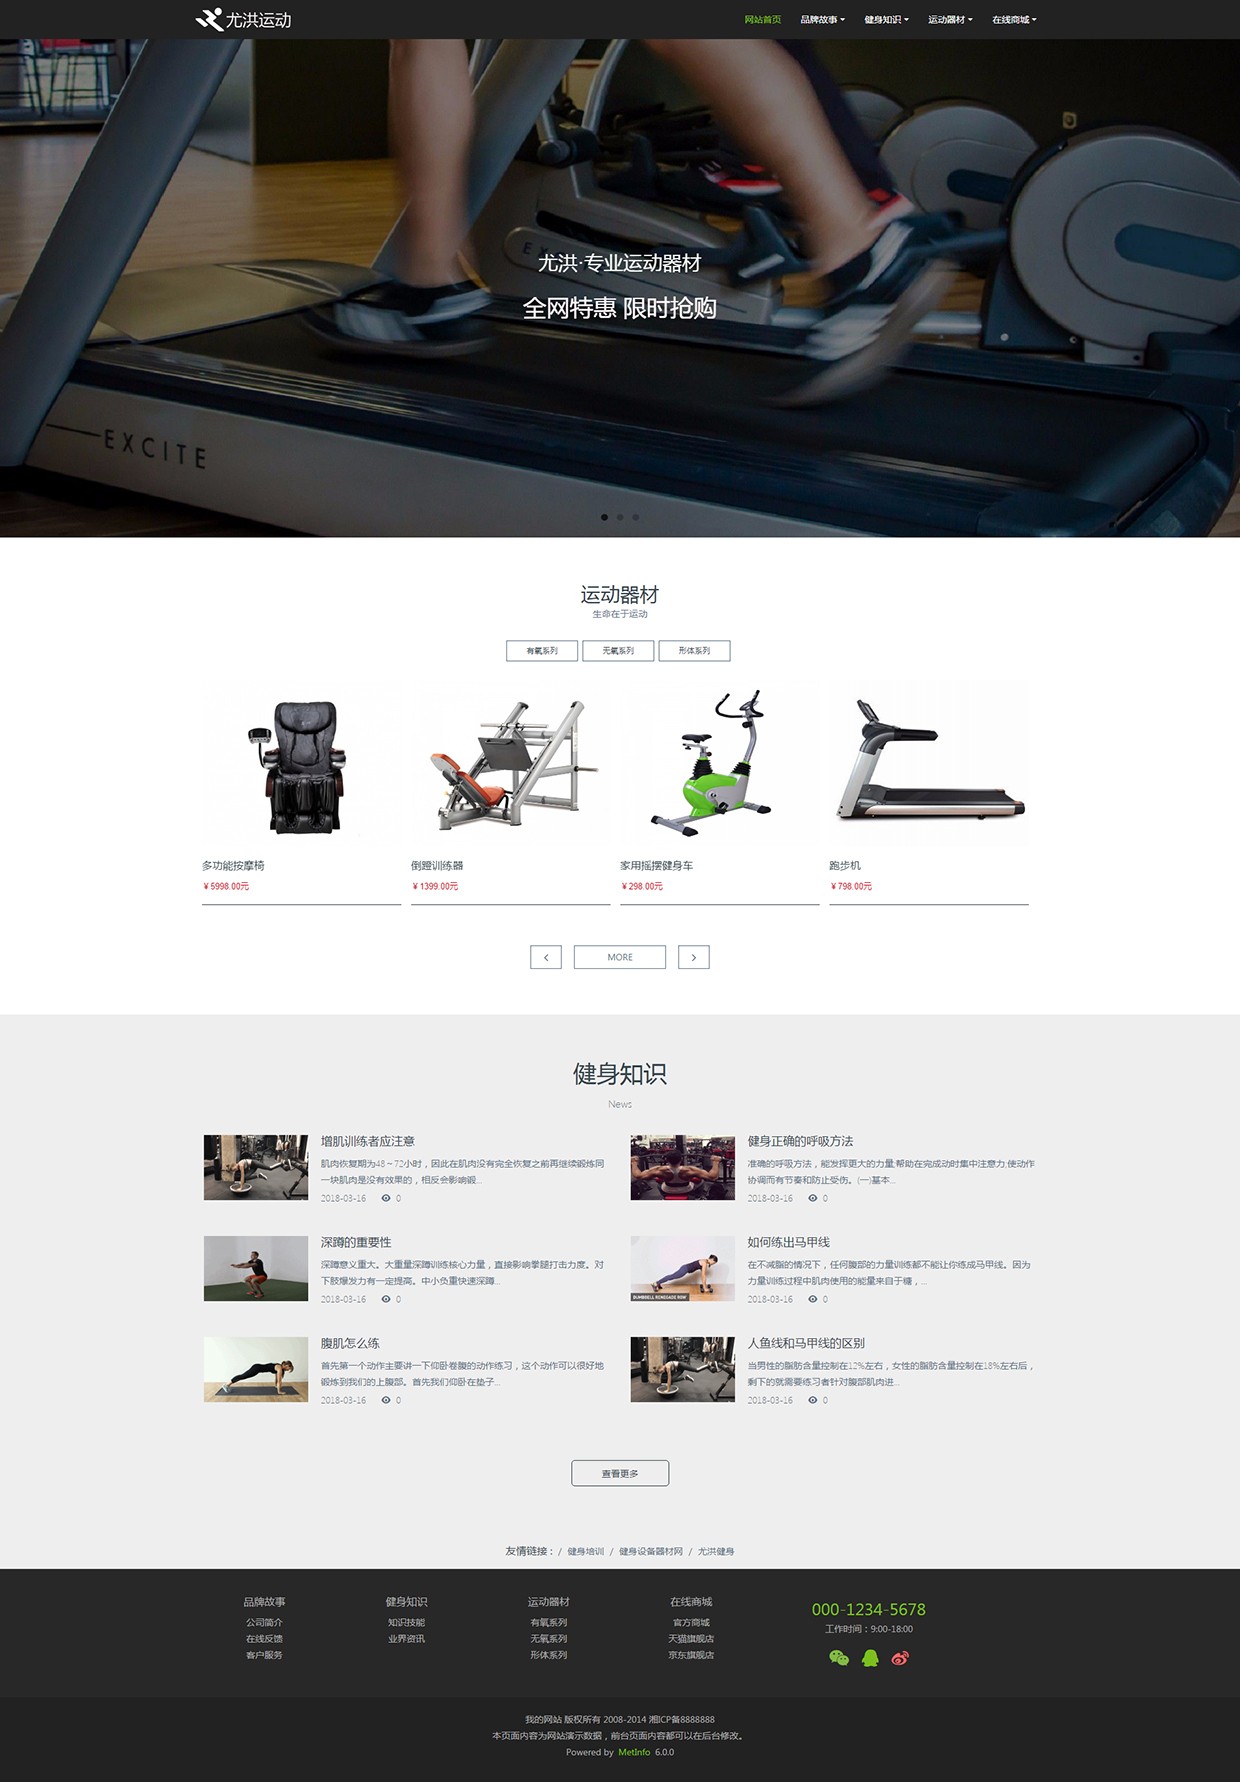 尤洪运动
网站首页 品牌故事 健身知识 运动器材 在线商城
EXCITE
尤洪·专业运动器材
全网特惠 限时抢购
EXCITE
运动器材
生命在于运动
有氧系列 无氧系列 形体系列
多功能按摩椅
¥5998.00元
倒蹬训练器
¥1399.00元
家用摇摆健身车
¥298.00元
跑步机
¥798.00元
MORE
健身知识
News
增肌训练者应注意
肌肉恢复期为48~72小时，因此在肌肉没有完全恢复之前再继续锻炼同
一块肌肉是没有效果的，相反会影响锻...
2018-03-16 0
健身正确的呼吸方法
准确的呼吸方法，能发挥更大的力量;帮助在完成动时集中注意力;使动作
协调而有节奏和防止受伤。(一)基本...
2018-03-16 0
深蹲的重要性
深蹲意义重大。大重量深蹲训练核心力量，直接影响拳腿打击力度。对
下肢爆发力有一定提高。中小负重快速深蹲...
2018-03-16 0
DUMBBELL RENEGADE ROW
如何练出马甲线
在不减脂的情况下，任何腹部的力量训练都不能让你练成马甲线。因为
力量训练过程中肌肉使用的能量来自于糖，...
2018-03-16 0
腹肌怎么练
首先第一个动作主要讲一下仰卧卷腹的动作练习，这个动作可以很好地
锻炼到我们的上腹部。首先我们仰卧在垫子...
2018-03-16 0
人鱼线和马甲线的区别
当男性的脂肪含量控制在12%左右，女性的脂肪含量控制在18%左右后，
剩下的就需要练习者针对腹部肌肉进...
2018-03-16 0
查看更多
友情链接： / 健身培训 / 健身设备器材网 / 尤洪健身
品牌故事
公司简介
在线反馈
客户服务
健身知识
知识技能
业界资讯
运动器材
有氧系列
无氧系列
形体系列
在线商城
官方商城
天猫旗舰店
京东旗舰店
000-1234-5678
工作时间：9:00-18:00
我的网站 版权所有 2008-2014 湘ICP备8888888
本页面内容为网站演示数据，前台页面内容都可以在后台修改。
Powered by MetInfo 6.0.0